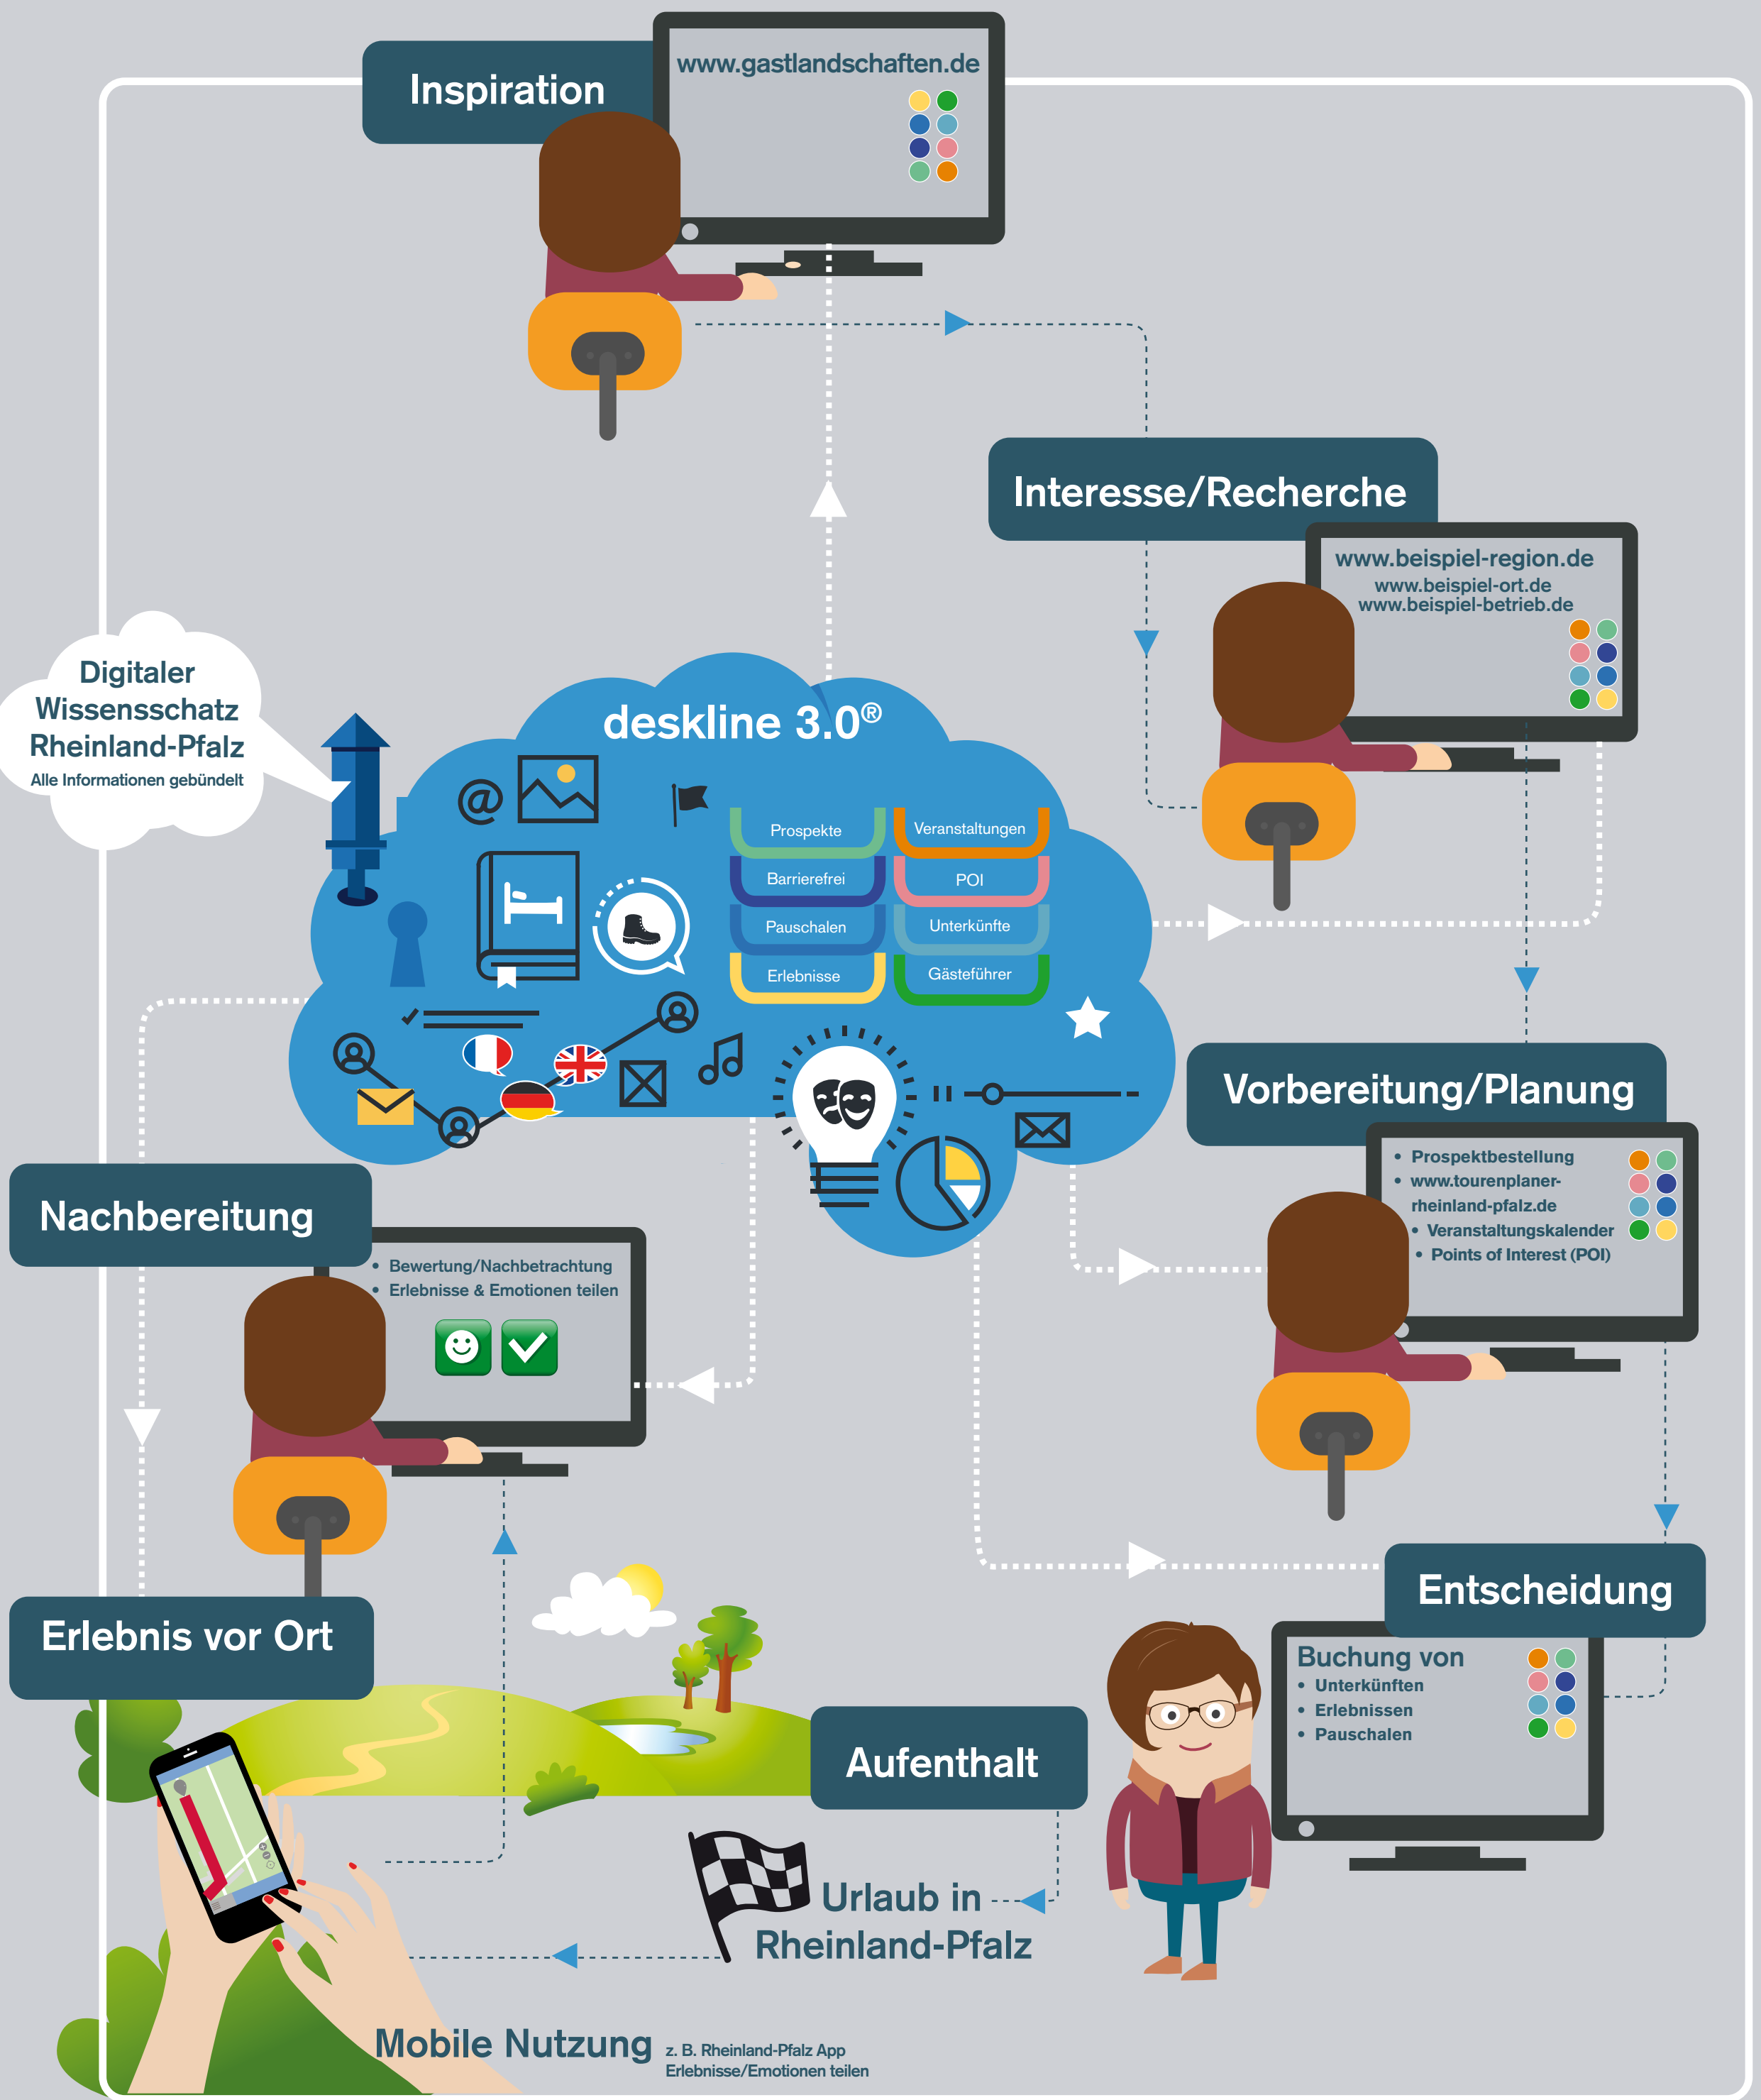 Inspiration
www.gastlandschaften.de
Interesse/Recherche
www.beispiel-region.de
www.beispiel-ort.de
www.beispiel-betrieb.de
Digitaler
Wissensschatz
Rheinland-Pfalz
Alle Informationen gebündelt
deskline 3.0®
@
Prospekte
Veranstaltungen
Barrierefrei
POI
Pauschalen
Unterkünfte
Erlebnisse
Gästeführer
Vorbereitung/Planung
• Prospektbestellung
• www.tourenplaner-
rheinland-pfalz.de
• Veranstaltungskalender
• Points of Interest (POI)
Nachbereitung
• Bewertung/Nachbetrachtung
• Erlebnisse & Emotionen teilen
Entscheidung
Buchung von
• Unterkünften
• Erlebnissen
• Pauschalen
Erlebnis vor Ort
Aufenthalt
Urlaub in
Rheinland-Pfalz
Mobile Nutzung z. B. Rheinland-Pfalz App
Erlebnisse/Emotionen teilen